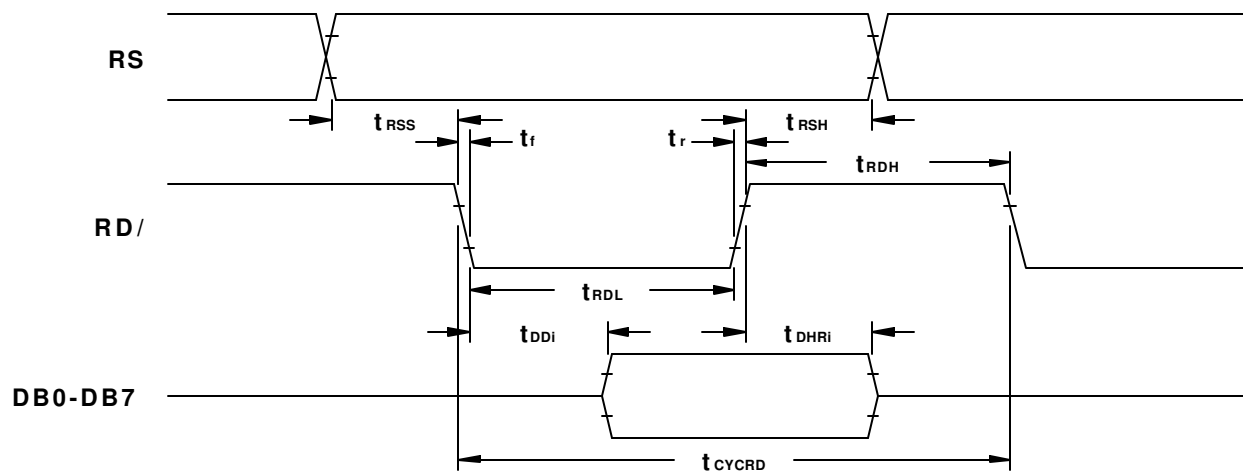 RS
tRSS
tRSH
tf
tr
tRDH
RD/
tRDL
tDDi
tDHRi
DB0-DB7
tCYCRD